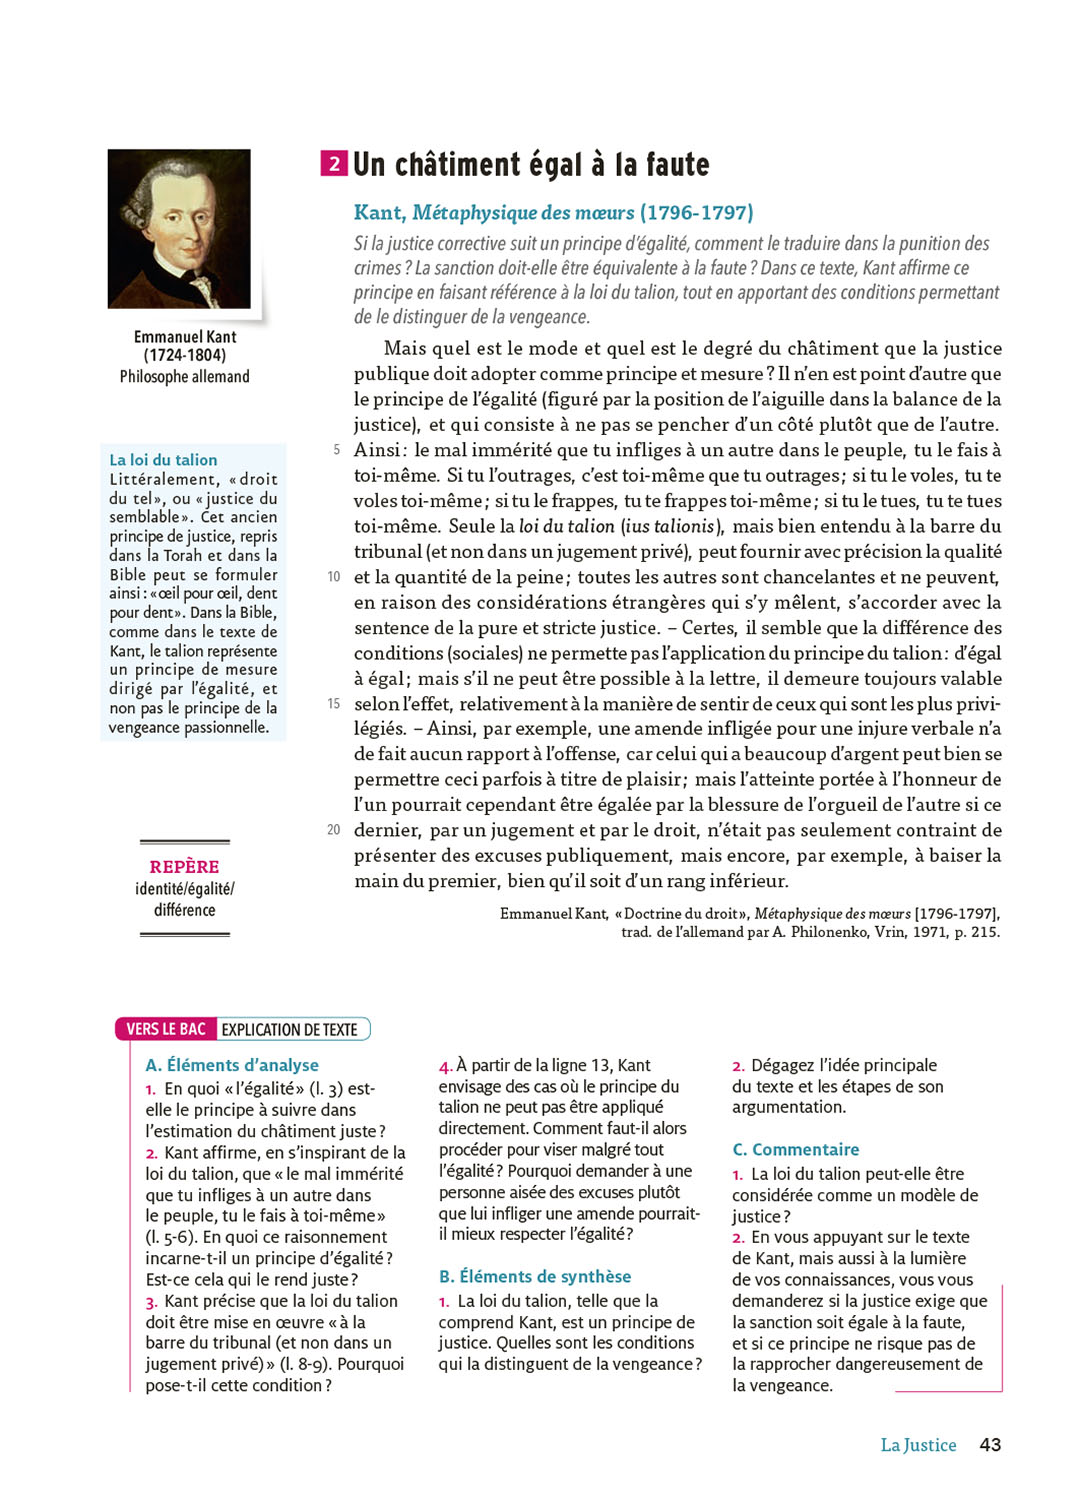 2 Un châtiment égal à la faute
Kant, Métaphysique des mœurs (1796-1797)
Si la justice corrective suit un principe d'égalité, comment le traduire dans la punition des
crimes ? La sanction doit-elle être équivalente à la faute ? Dans ce texte, Kant affirme ce
principe en faisant référence à la loi du talion, tout en apportant des conditions permettant
de le distinguer de la vengeance.
Emmanuel Kant
(1724-1804)
Philosophe allemand
La loi du talion
Littéralement, « droit
du tel », ou « justice du
semblable ». Cet ancien
principe de justice, repris
dans la Torah et dans la
Bible peut se formuler
ainsi : « œil pour œil, dent
pour dent ». Dans la Bible,
comme dans le texte de
Kant, le talion représente
un principe de mesure
dirigé par l'égalité, et
non pas le principe de la
vengeance passionnelle.
REPÈRE
identité/égalité/
différence
Mais quel est le mode et quel est le degré du châtiment que la justice
publique doit adopter comme principe et mesure ? Il n'en est point d'autre que
le principe de l'égalité (figuré par la position de l'aiguille dans la balance de la
justice), et qui consiste à ne pas se pencher d'un côté plutôt que de l'autre.
5 Ainsi : le mal immérité que tu infliges à un autre dans le peuple, tu le fais à
toi-même. Si tu l'outrages, c'est toi-même que tu outrages ; si tu le voles, tu te
voles toi-même ; si tu le frappes, tu te frappes toi-même ; si tu le tues, tu te tues
toi-même. Seule la loi du talion (ius talionis), mais bien entendu à la barre du
tribunal (et non dans un jugement privé), peut fournir avec précision la qualité
10 et la quantité de la peine ; toutes les autres sont chancelantes et ne peuvent,
en raison des considérations étrangères qui s'y mêlent, s'accorder avec la
sentence de la pure et stricte justice. – Certes, il semble que la différence des
conditions (sociales) ne permette pas l'application du principe du talion : d'égal
à égal ; mais s'il ne peut être possible à la lettre, il demeure toujours valable
15 selon l'effet, relativement à la manière de sentir de ceux qui sont les plus privi-
légiés. – Ainsi, par exemple, une amende infligée pour une injure verbale n'a
de fait aucun rapport à l'offense, car celui qui a beaucoup d'argent peut bien se
permettre ceci parfois à titre de plaisir ; mais l'atteinte portée à l'honneur de
l'un pourrait cependant être égalée par la blessure de l'orgueil de l'autre si ce
20 dernier, par un jugement et par le droit, n'était pas seulement contraint de
présenter des excuses publiquement, mais encore, par exemple, à baiser la
main du premier, bien qu'il soit d'un rang inférieur.
Emmanuel Kant, « Doctrine du droit », Métaphysique des mœurs [1796-1797],
trad. de l'allemand par A. Philonenko, Vrin, 1971, p. 215.
VERS LE BAC EXPLICATION DE TEXTE
A. Éléments d'analyse
1. En quoi « l'égalité » (l. 3) est-
elle le principe à suivre dans
l'estimation du châtiment juste ?
2. Kant affirme, en s'inspirant de la
loi du talion, que « le mal immérité
que tu infliges à un autre dans
le peuple, tu le fais à toi-même »
(l. 5-6). En quoi ce raisonnement
incarne-t-il un principe d'égalité ?
Est-ce cela qui le rend juste ?
3. Kant précise que la loi du talion
doit être mise en œuvre « à la
barre du tribunal (et non dans un
jugement privé) » (l. 8-9). Pourquoi
pose-t-il cette condition ?
4. À partir de la ligne 13, Kant
envisage des cas où le principe du
talion ne peut pas être appliqué
directement. Comment faut-il alors
procéder pour viser malgré tout
l'égalité ? Pourquoi demander à une
personne aisée des excuses plutôt
que lui infliger une amende pourrait-
il mieux respecter l'égalité ?
B. Éléments de synthèse
1. La loi du talion, telle que la
comprend Kant, est un principe de
justice. Quelles sont les conditions
qui la distinguent de la vengeance ?
2. Dégagez l'idée principale
du texte et les étapes de son
argumentation.
C. Commentaire
1. La loi du talion peut-elle être
considérée comme un modèle de
justice ?
2. En vous appuyant sur le texte
de Kant, mais aussi à la lumière
de vos connaissances, vous vous
demanderez si la justice exige que
la sanction soit égale à la faute,
et si ce principe ne risque pas de
la rapprocher dangereusement de
la vengeance.
La Justice 43